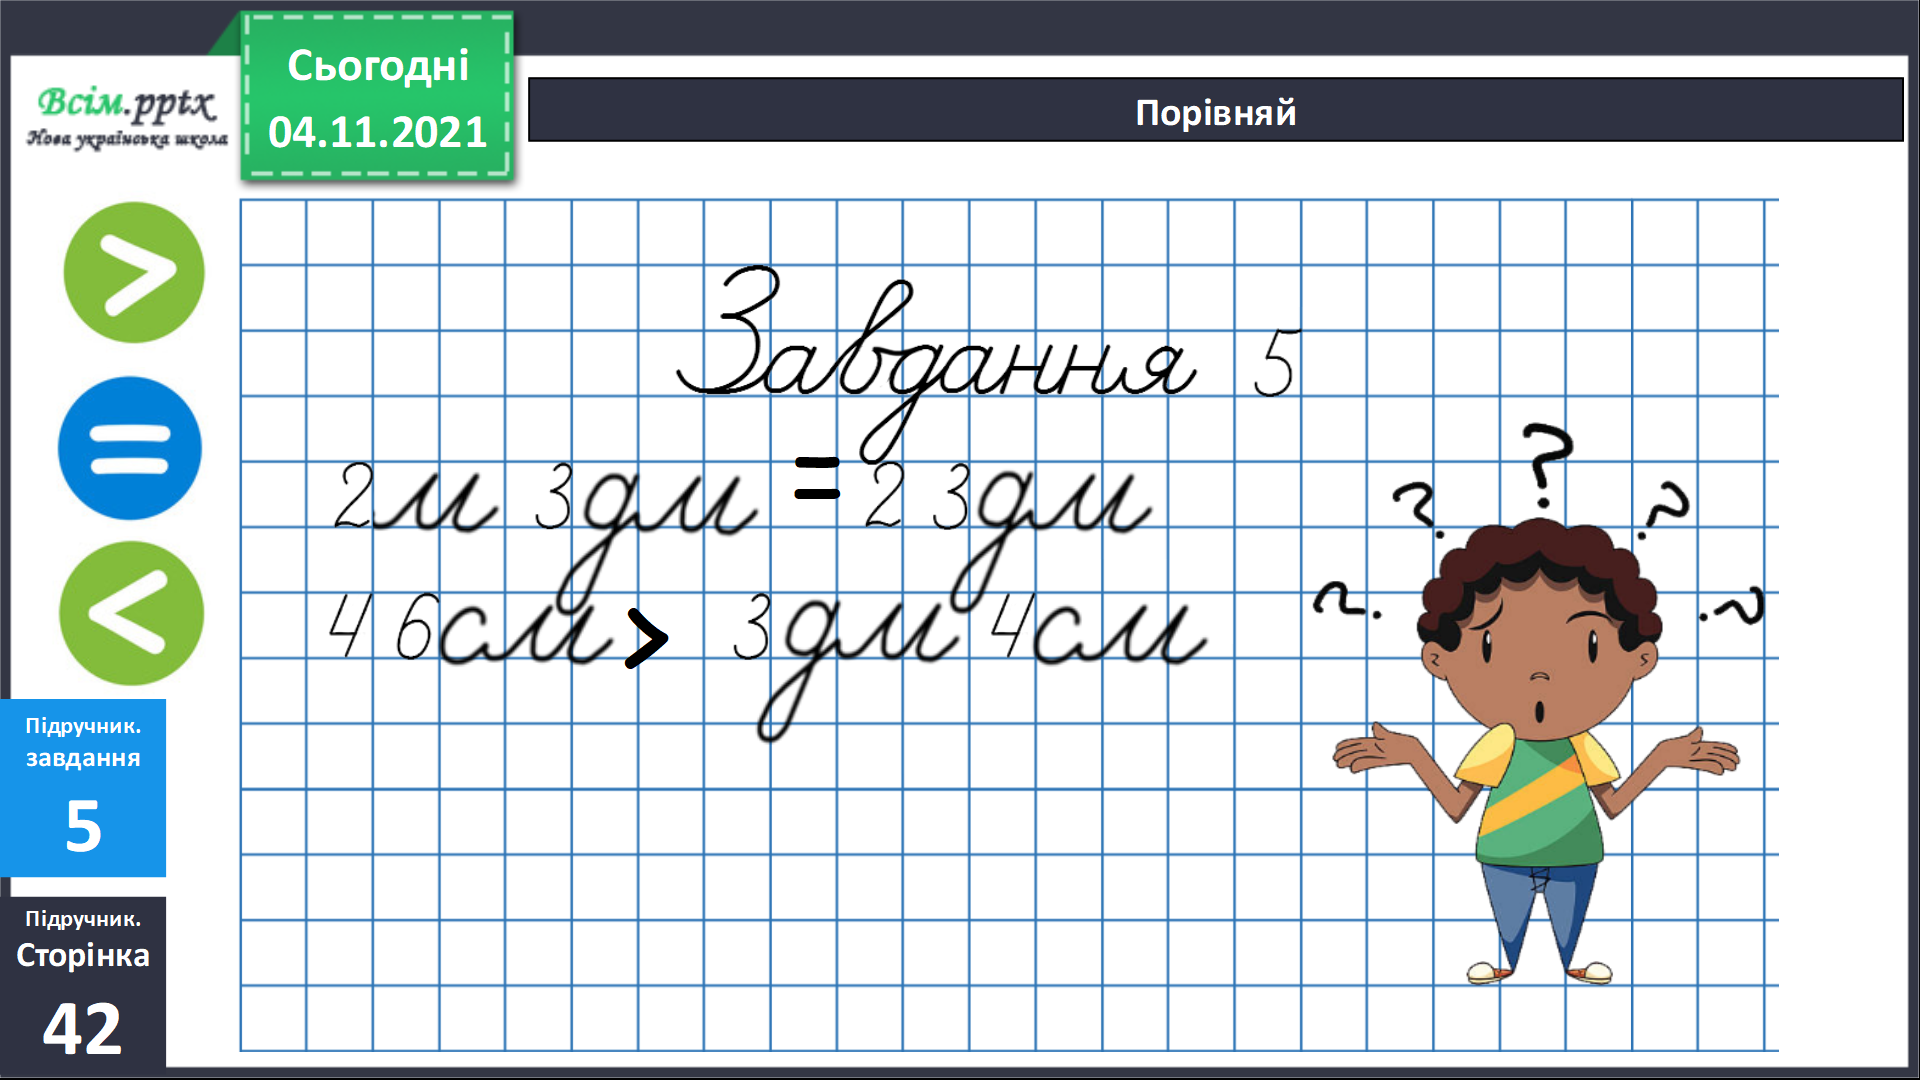 Всім.pptx
Нова українська школа
Сьогодні
04.11.2021
Порівняй
>
=
<
Завдання 5
2м 3дм = 2 3дм
4 6см > 3дм 4см
? ? ? ? ?
Підручник.
завдання
5
Підручник.
Сторінка
42